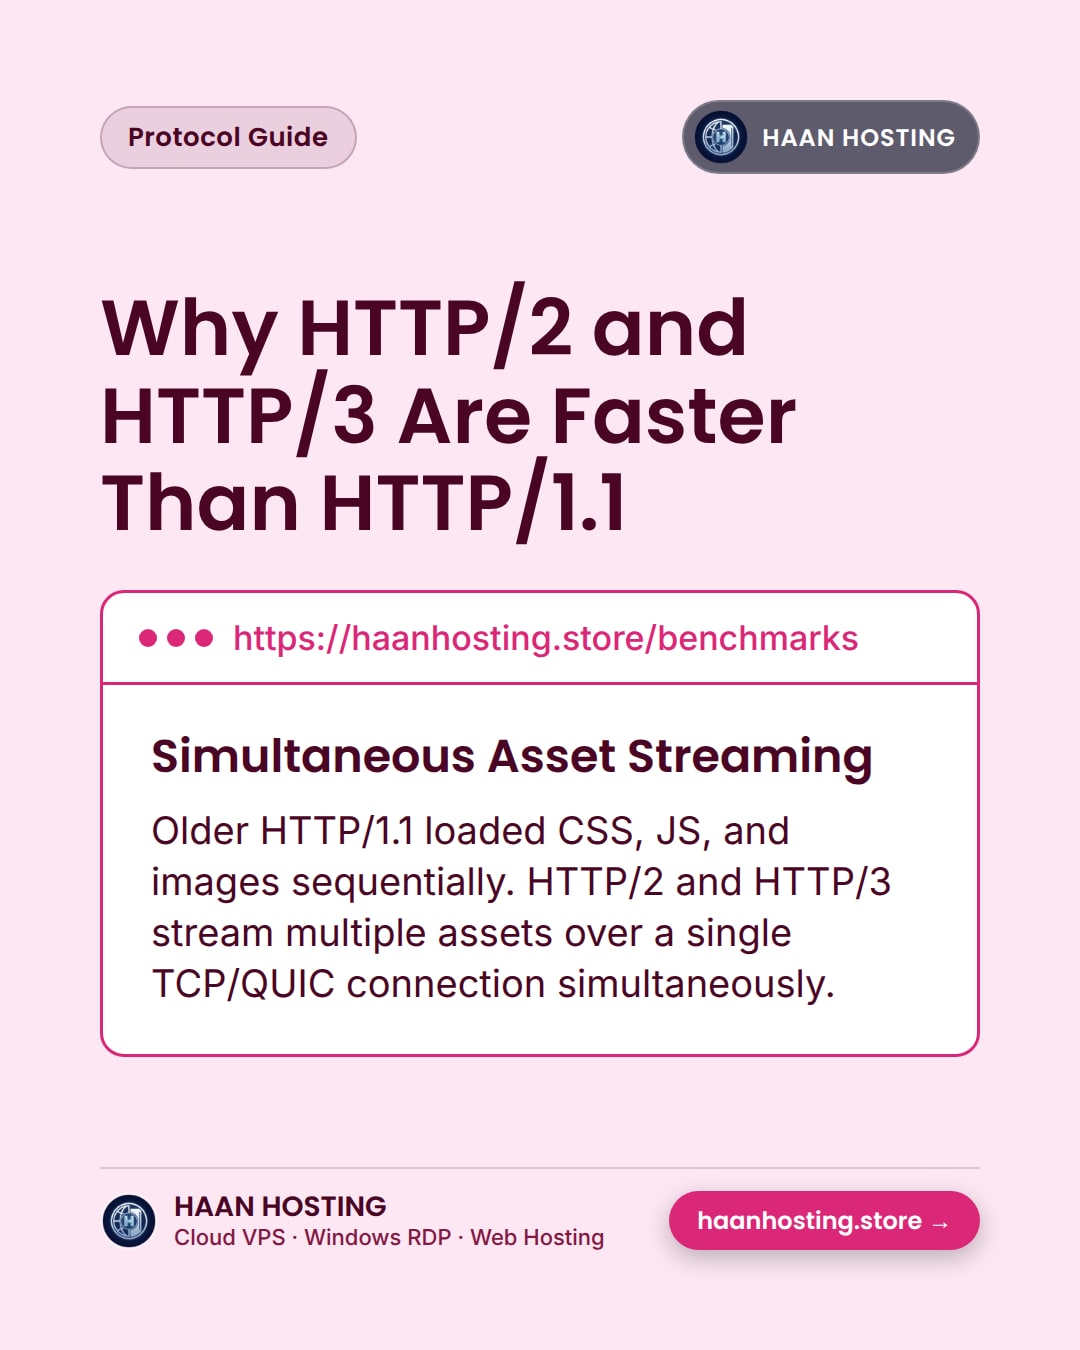 Protocol Guide
HAAN HOSTING
Why HTTP/2 and
HTTP/3 Are Faster
Than HTTP/1.1
https://haanhosting.store/benchmarks
Simultaneous Asset Streaming
Older HTTP/1.1 loaded CSS, JS, and
images sequentially. HTTP/2 and HTTP/3
stream multiple assets over a single
TCP/QUIC connection simultaneously.
HAAN HOSTING
Cloud VPS · Windows RDP · Web Hosting
haanhosting.store →